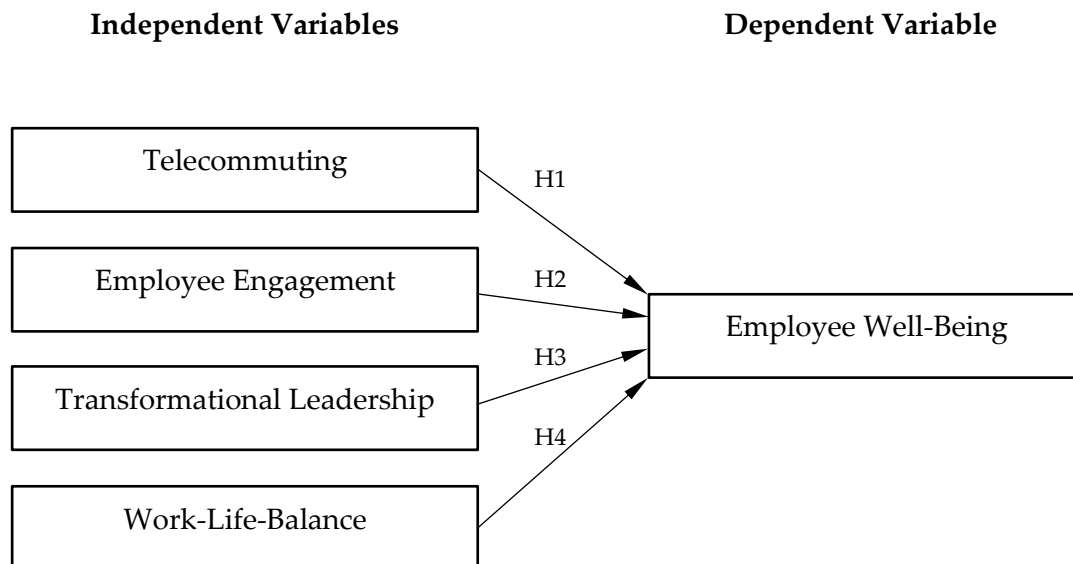 Independent Variables
Dependent Variable
Telecommuting
H1
Employee Engagement
H2
Employee Well-Being
H3
Transformational Leadership
H4
Work-Life-Balance